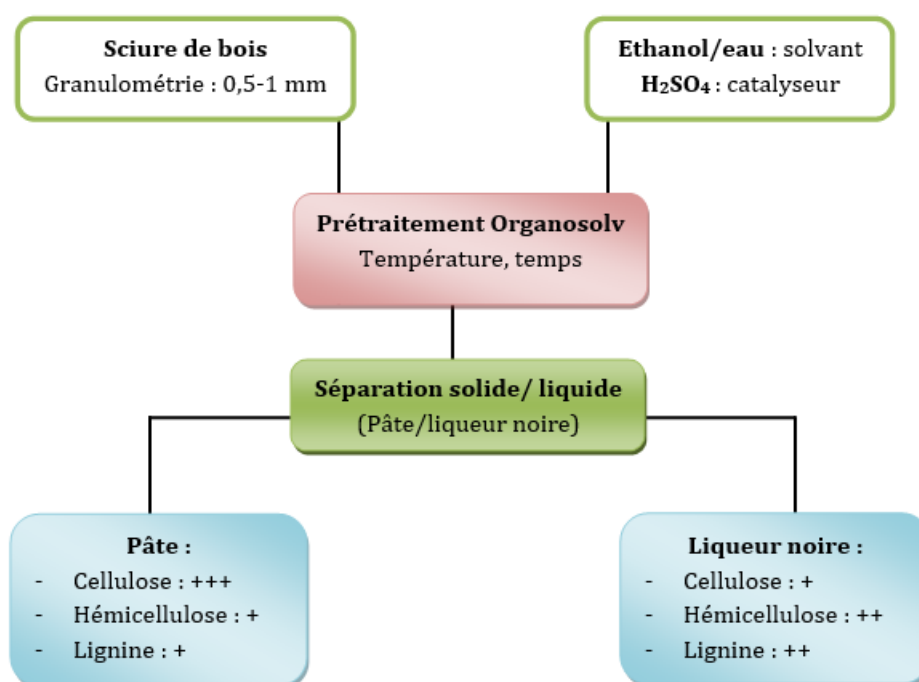 Sciure de bois
Granulométrie : 0,5-1 mm
Ethanol/eau : solvant
H₂SO₄ : catalyseur
Prétraitement Organosolv
Température, temps
Séparation solide/ liquide
(Pâte/liqueur noire)
Pâte :
- Cellulose : +++
- Hémicellulose : +
- Lignine : +
Liqueur noire :
- Cellulose : +
- Hémicellulose : ++
- Lignine : ++